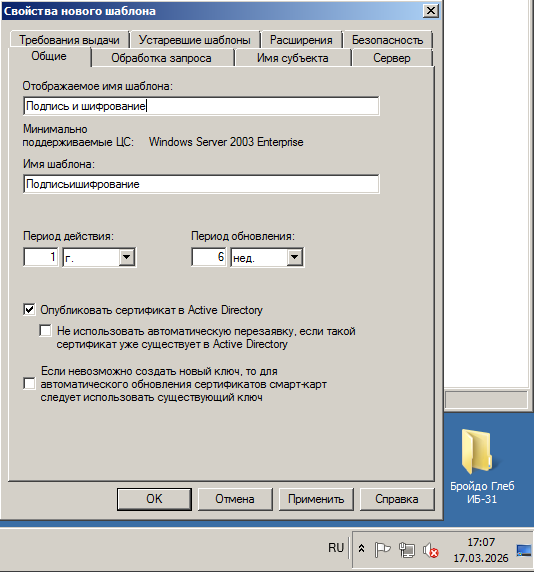 Свойства нового шаблона
Требования выдачи Устаревшие шаблоны Расширения Безопасность
Общие Обработка запроса Имя субъекта Сервер
Отображаемое имя шаблона:
Подпись и шифрование
Минимально
поддерживаемые ЦС: Windows Server 2003 Enterprise
Имя шаблона:
Подписьишифрование
Период действия: Период обновления:
1 г. 6 нед.
Опубликовать сертификат в Active Directory
Не использовать автоматическую перезаявку, если такой
сертификат уже существует в Active Directory
Если невозможно создать новый ключ, то для
автоматического обновления сертификатов смарт-карт
следует использовать существующий ключ
Бройдо Глеб
ИБ-31
OK Отмена Применить Справка
RU 17:07
17.03.2026